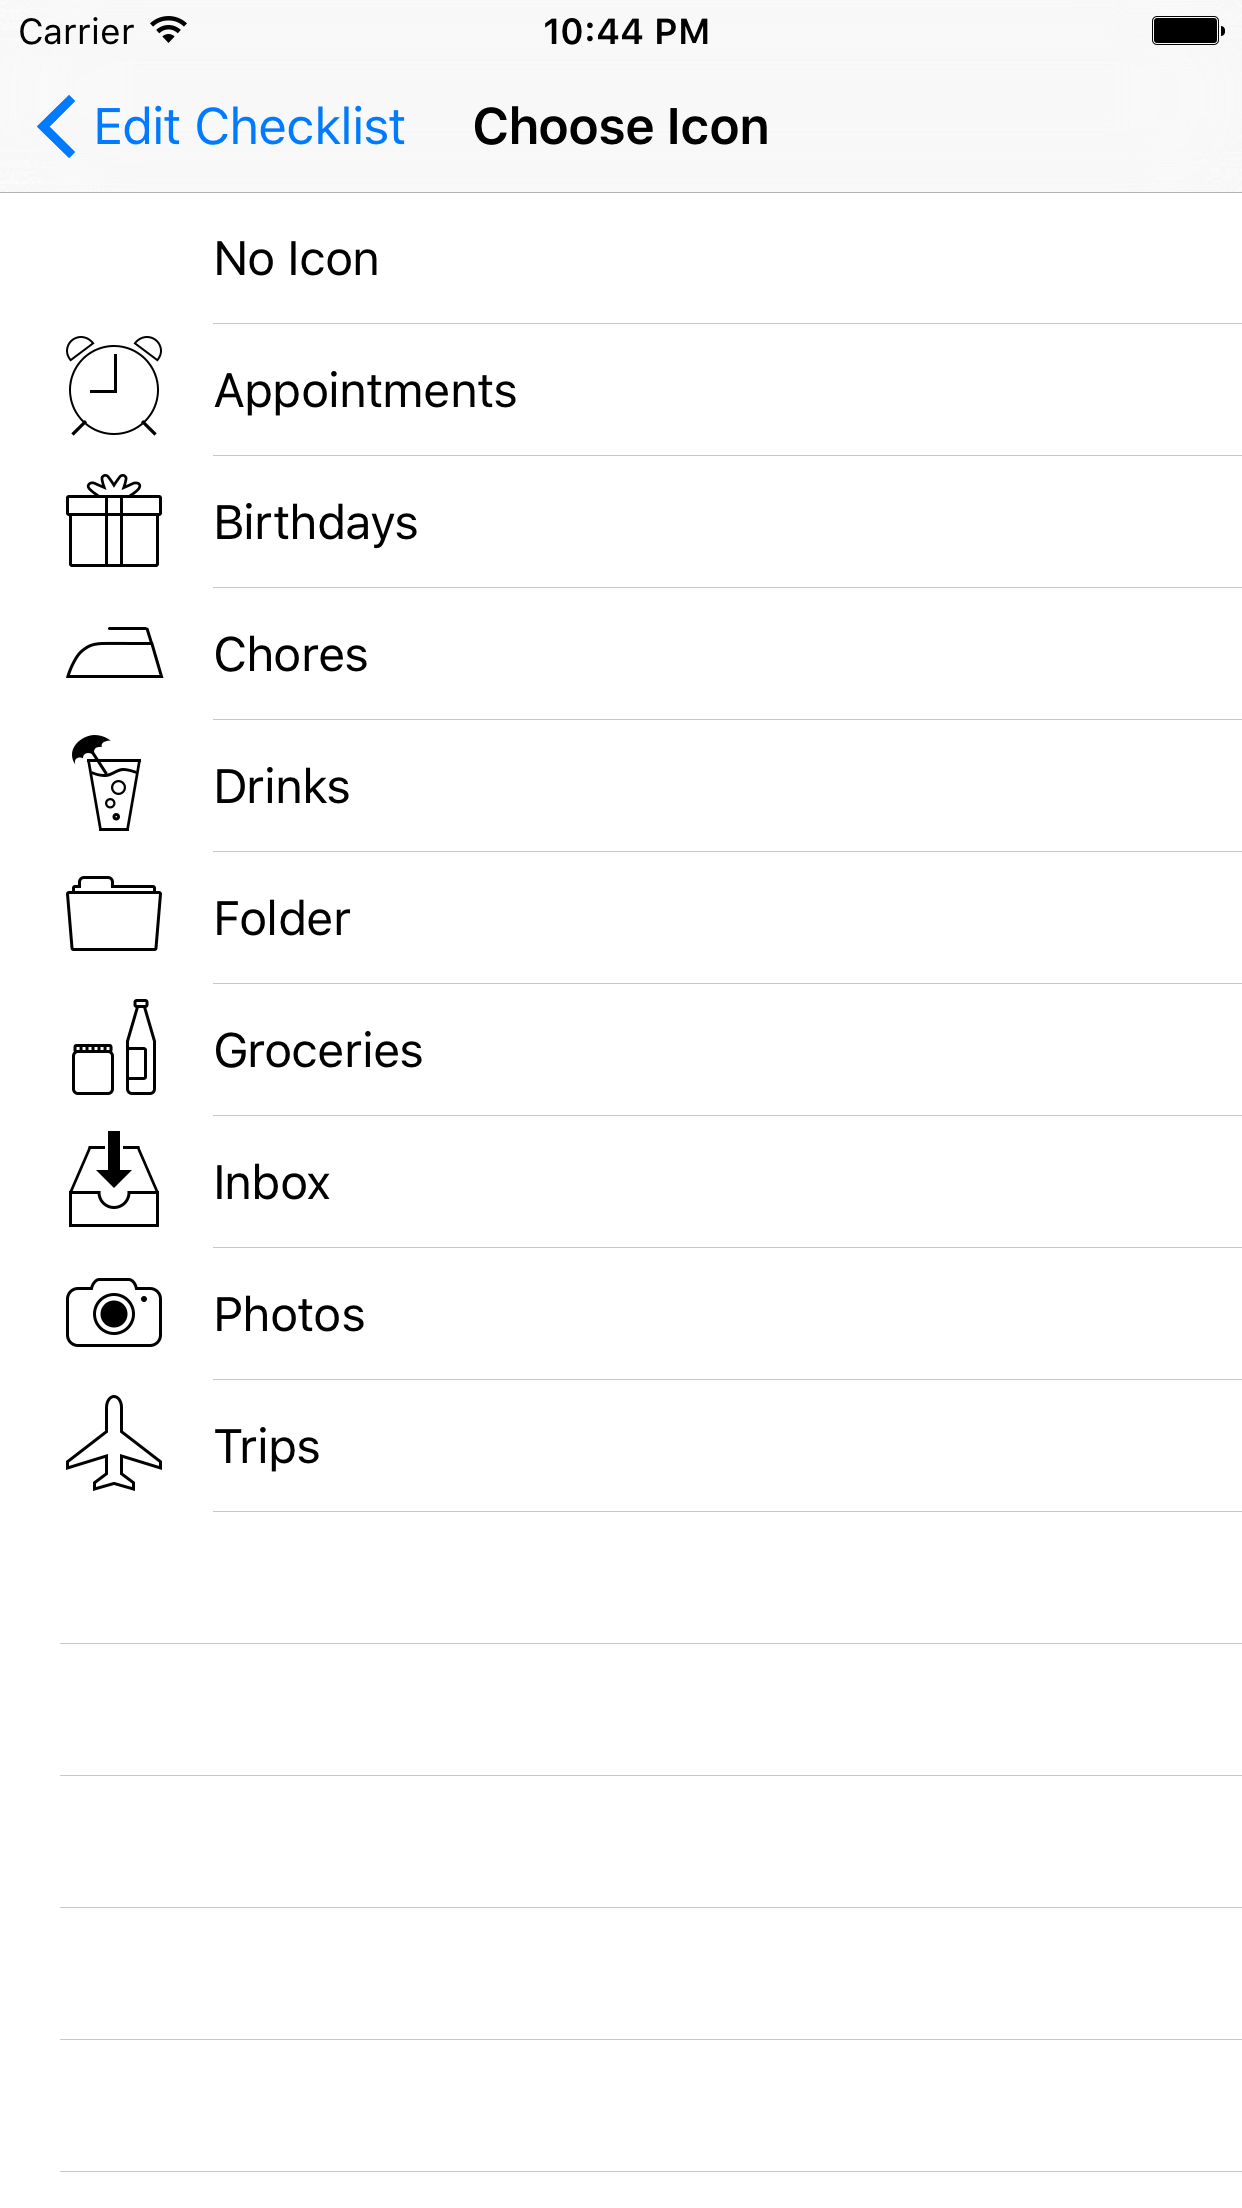 Carrier 10:44 PM
Edit Checklist Choose Icon
No Icon
Appointments
Birthdays
Chores
Drinks
Folder
Groceries
Inbox
Photos
Trips